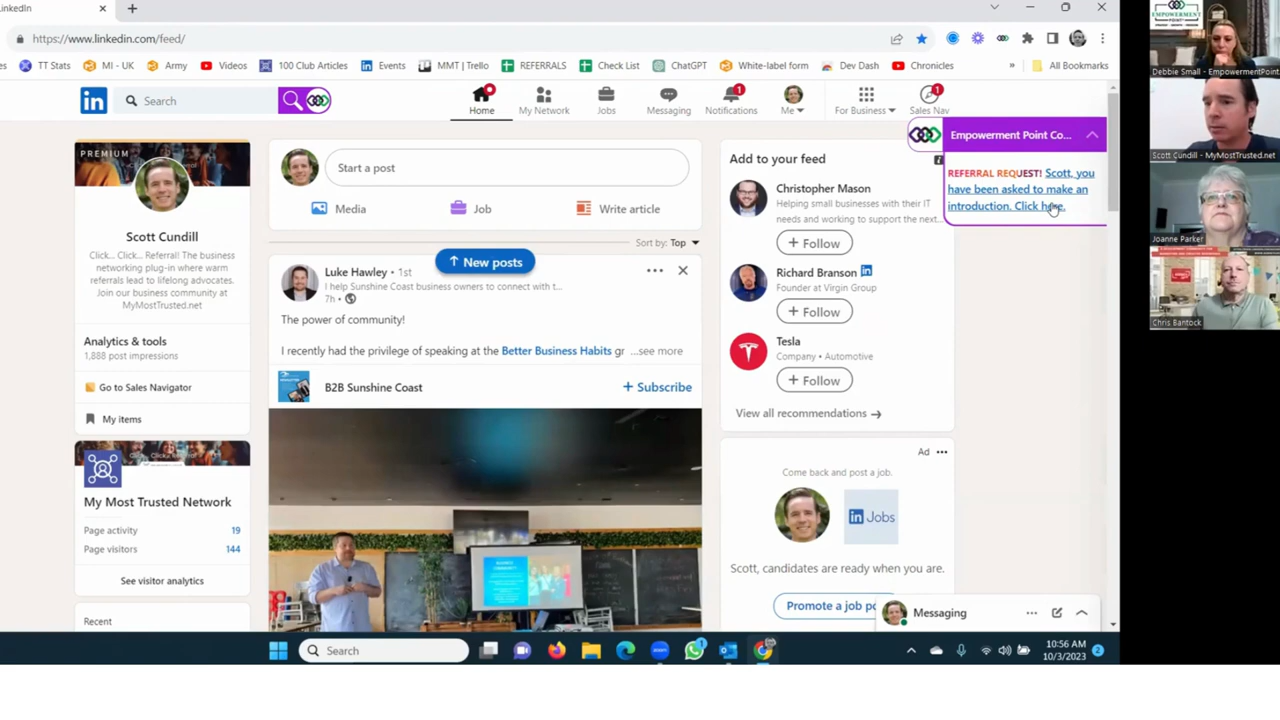 LinkedIn
https://www.linkedin.com/feed/
TT Stats
MI - UK
Army
Videos
100 Club Articles
Events
MMT | Trello
REFERRALS
Check List
ChatGPT
White-label form
Dev Dash
Chronicles
»
All Bookmarks
Search
Home
My Network
Jobs
Messaging
1
Notifications
Me
For Business
1
Sales Nav
PREMIUM
Scott Cundill
Click... Click... Referral! The business
networking plug-in where warm
referrals lead to lifelong advocates.
Join our business community at
MyMostTrusted.net
Analytics & tools
1,888 post impressions
Go to Sales Navigator
My items
My Most Trusted Network
Page activity 19
Page visitors 144
See visitor analytics
Recent
Start a post
Media
Job
Write article
Sort by: Top
New posts
Luke Hawley • 1st
I help Sunshine Coast business owners to connect with t...
7h •
The power of community!
I recently had the privilege of speaking at the Better Business Habits gr ...see more
B2B Sunshine Coast
+ Subscribe
Add to your feed
Christopher Mason
Helping small businesses with their IT
needs and working to support the next...
+ Follow
Richard Branson
Founder at Virgin Group
+ Follow
Tesla
Company • Automotive
+ Follow
View all recommendations →
Ad
Come back and post a job.
in Jobs
Scott, candidates are ready when you are.
Promote a job po
Empowerment Point Co...
REFERRAL REQUEST! Scott, you
have been asked to make an
introduction. Click here.
Messaging
Search
1
10:56 AM
10/3/2023
2
EMPOWERMENT
Debbie Small - EmpowermentPoint
Scott Cundill - MyMostTrusted.net
Joanne Parker
Chris Bantock